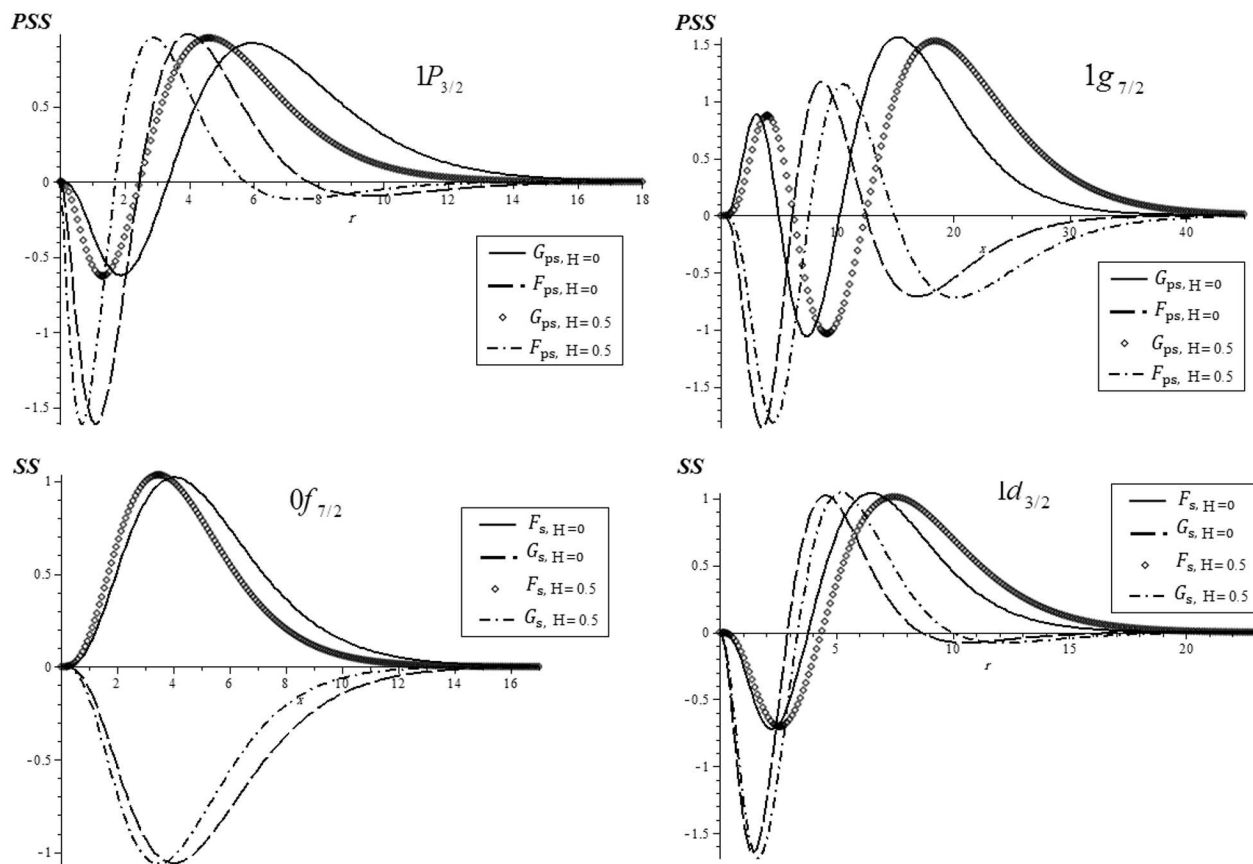 PSS
1P3/2
0.5
0
2 4 6 8 10 12 14 16 18
r
-0.5
-1
-1.5
Gps, H=0
Fps, H=0
Gps, H=0.5
Fps, H=0.5
PSS
1g7/2
1.5
1
0.5
0
10 20 30 40
x
-0.5
-1
-1.5
Gps, H=0
Fps, H=0
Gps, H=0.5
Fps, H=0.5
SS
0f7/2
1
0.5
0
2 4 6 8 10 12 14 16
x
-0.5
-1
Fs, H=0
Gs, H=0
Fs, H=0.5
Gs, H=0.5
SS
1d3/2
1
0.5
0
5 10 15 20
r
-0.5
-1
-1.5
Fs, H=0
Gs, H=0
Fs, H=0.5
Gs, H=0.5